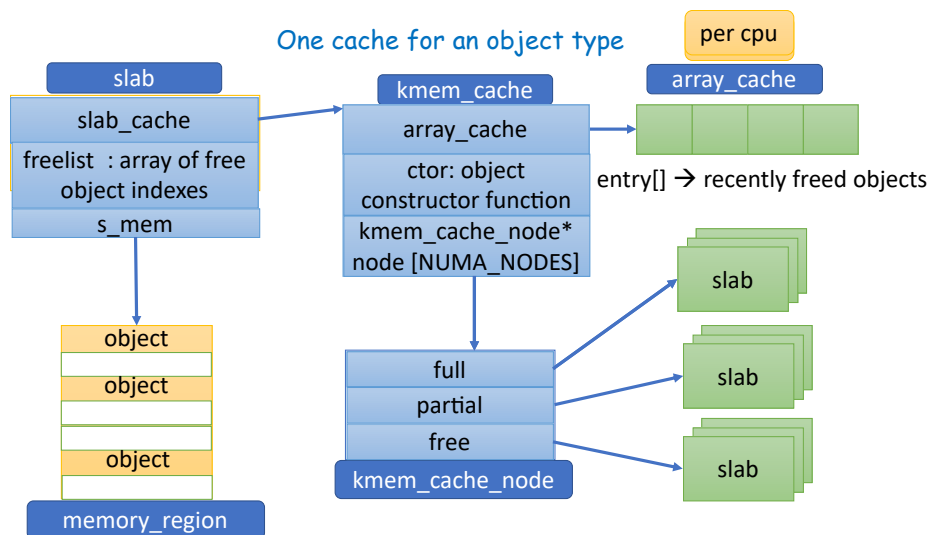 One cache for an object type
per cpu
slab
kmem_cache
array_cache
slab_cache
freelist : array of free
object indexes
s_mem
array_cache
ctor: object
constructor function
kmem_cache_node*
node [NUMA_NODES]
entry[] → recently freed objects
object
object
object
memory_region
full
partial
free
kmem_cache_node
slab
slab
slab